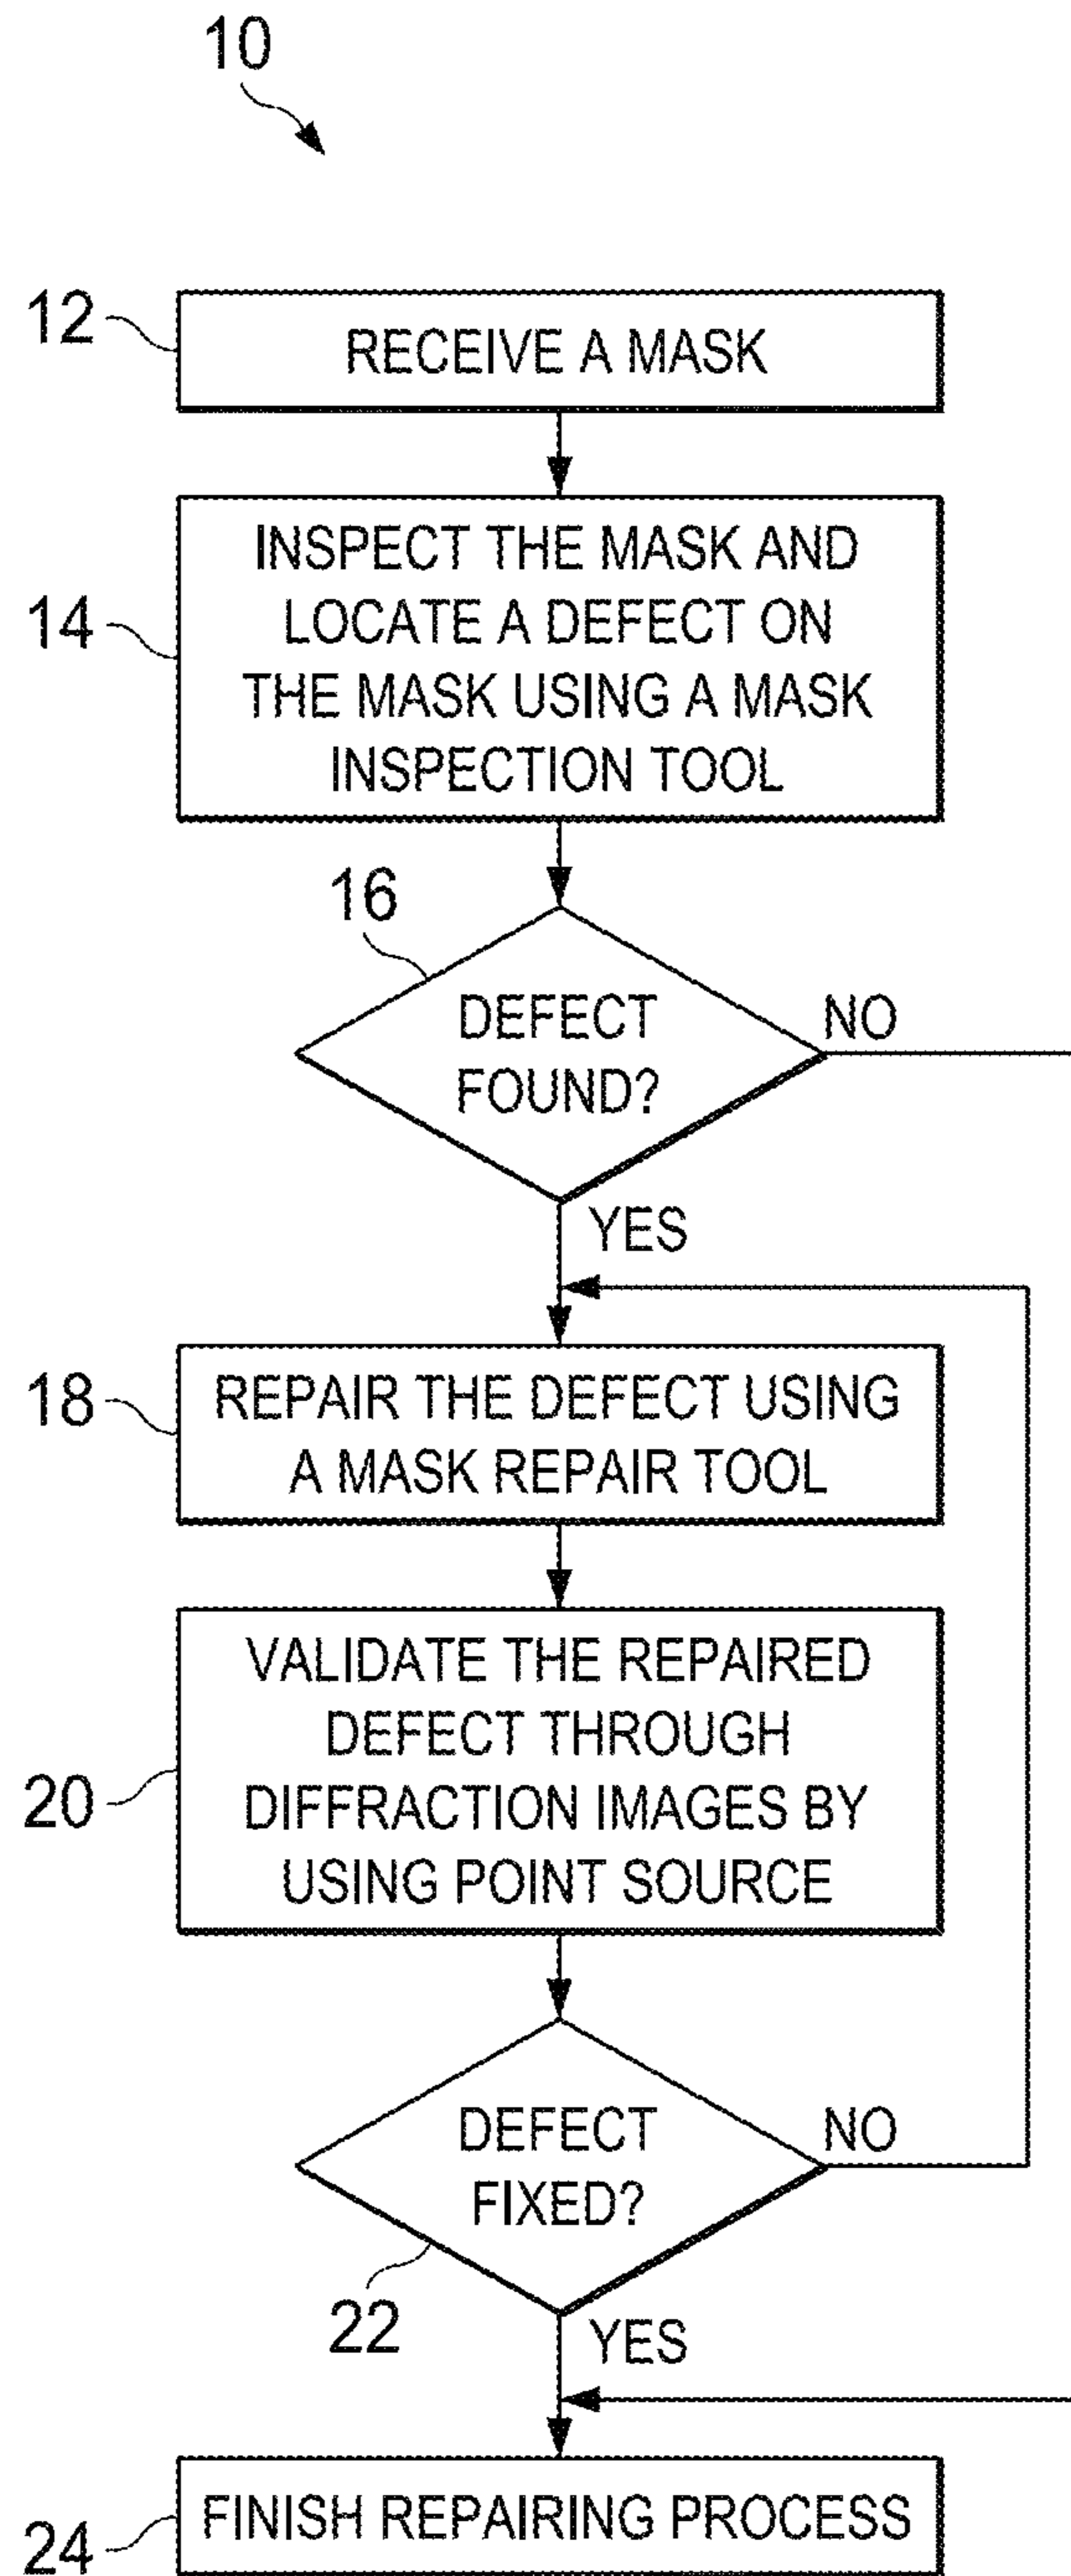 10
12
RECEIVE A MASK
14
INSPECT THE MASK AND
LOCATE A DEFECT ON
THE MASK USING A MASK
INSPECTION TOOL
16
DEFECT
FOUND?
NO
YES
18
REPAIR THE DEFECT USING
A MASK REPAIR TOOL
20
VALIDATE THE REPAIRED
DEFECT THROUGH
DIFFRACTION IMAGES BY
USING POINT SOURCE
DEFECT
FIXED?
NO
22
YES
24
FINISH REPAIRING PROCESS